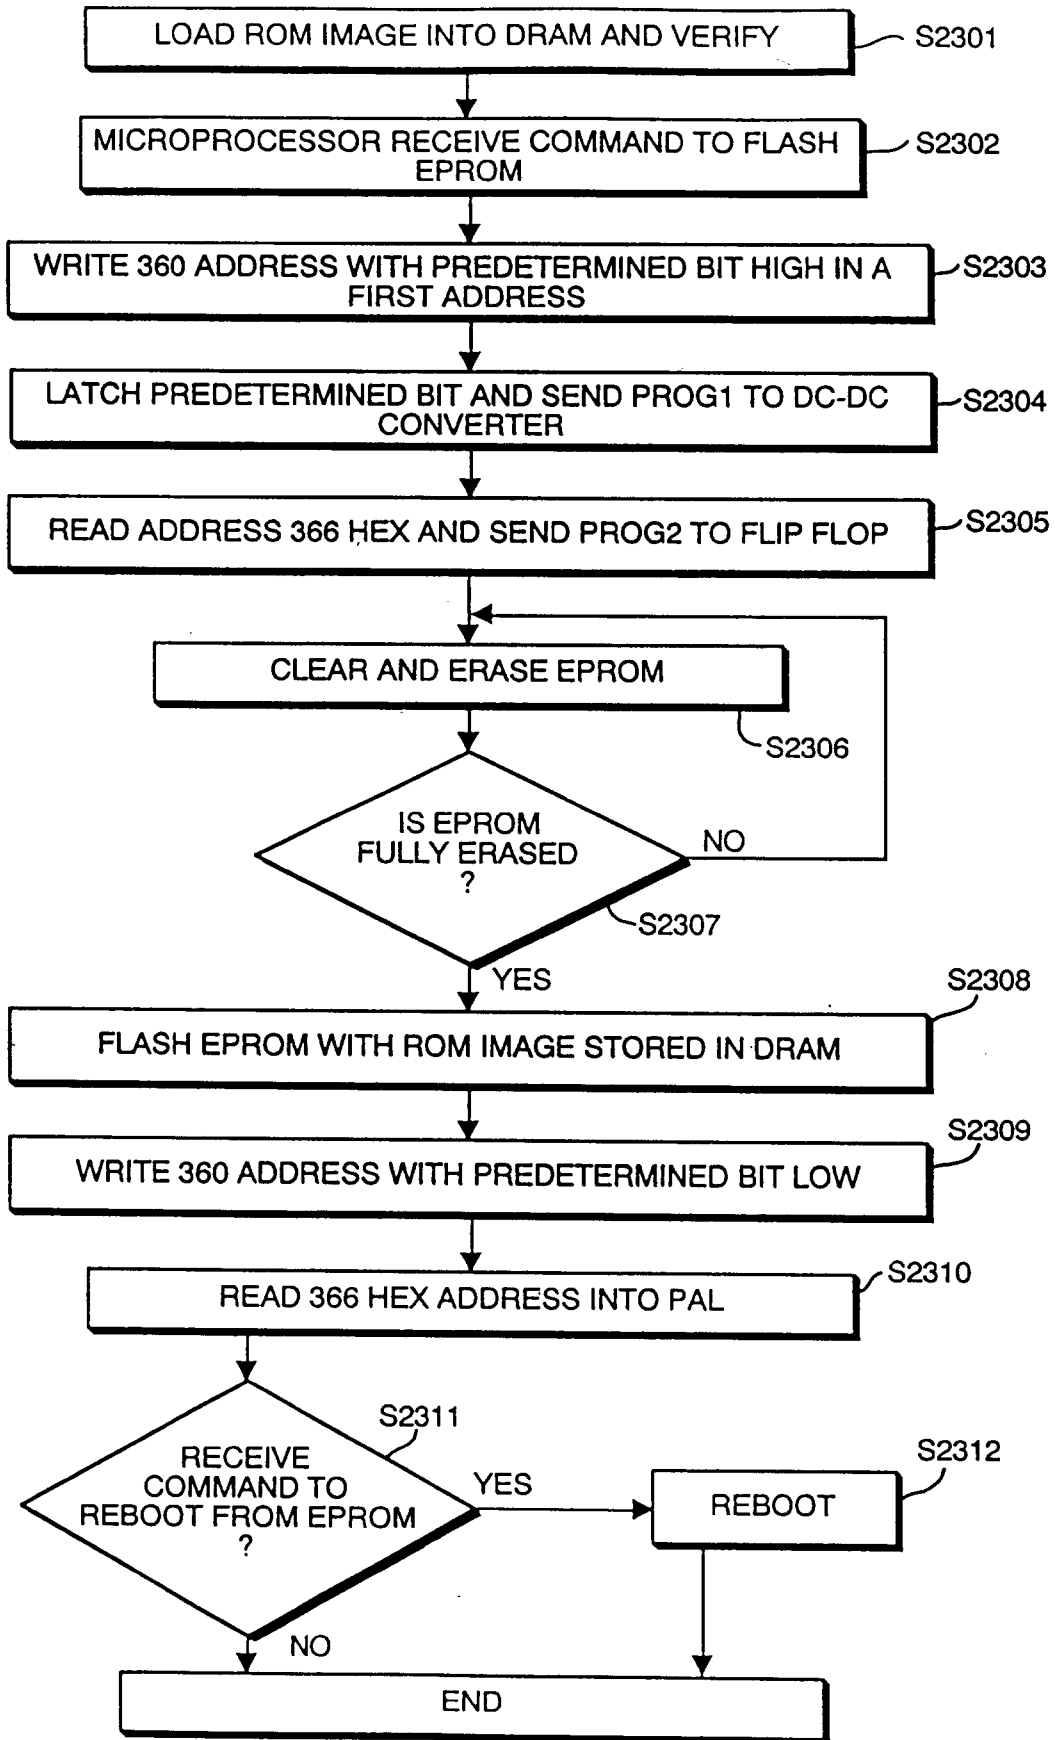 LOAD ROM IMAGE INTO DRAM AND VERIFY
S2301
MICROPROCESSOR RECEIVE COMMAND TO FLASH
EPROM
S2302
WRITE 360 ADDRESS WITH PREDETERMINED BIT HIGH IN A
FIRST ADDRESS
S2303
LATCH PREDETERMINED BIT AND SEND PROG1 TO DC-DC
CONVERTER
S2304
READ ADDRESS 366 HEX AND SEND PROG2 TO FLIP FLOP
S2305
CLEAR AND ERASE EPROM
S2306
IS EPROM
FULLY ERASED
?
NO
S2307
YES
S2308
FLASH EPROM WITH ROM IMAGE STORED IN DRAM
S2309
WRITE 360 ADDRESS WITH PREDETERMINED BIT LOW
S2310
READ 366 HEX ADDRESS INTO PAL
S2311
RECEIVE
COMMAND TO
REBOOT FROM EPROM
?
YES
S2312
REBOOT
NO
END